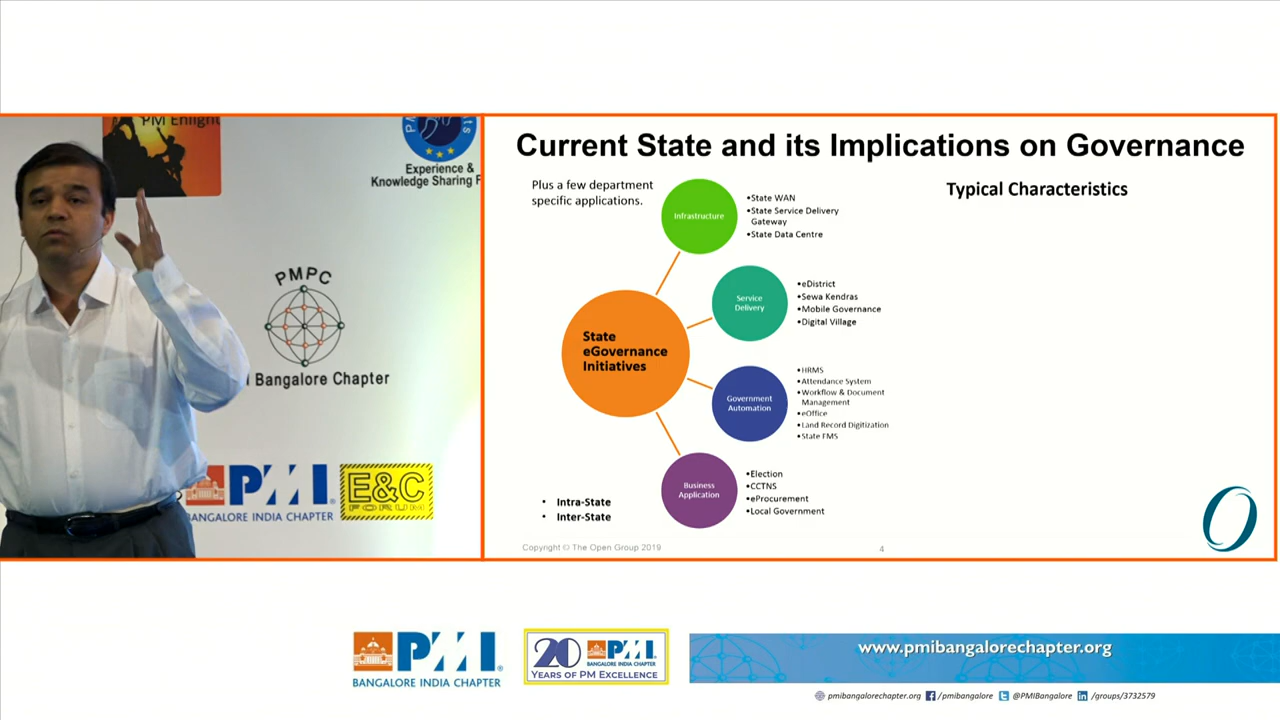 PM Enlight
Experience &
Knowledge Sharing F
PMPC
Bangalore Chapter
PMI
BANGALORE INDIA CHAPTER
E&C
FORUM
Current State and its Implications on Governance
Plus a few department
specific applications.
Typical Characteristics
Infrastructure
•State WAN
•State Service Delivery
Gateway
•State Data Centre
Service
Delivery
•eDistrict
•Sewa Kendras
•Mobile Governance
•Digital Village
State
eGovernance
Initiatives
Government
Automation
•HRMS
•Attendance System
•Workflow & Document
Management
•eOffice
•Land Record Digitization
•State FMS
Business
Application
•Election
•CCTNS
•eProcurement
•Local Government
• Intra-State
• Inter-State
Copyright © The Open Group 2019
4
PMI
BANGALORE INDIA CHAPTER
20
PMI
BANGALORE INDIA CHAPTER
YEARS OF PM EXCELLENCE
www.pmibangalorechapter.org
pmibangalorechapter.org /pmibangalore @PMIBangalore /groups/3732579